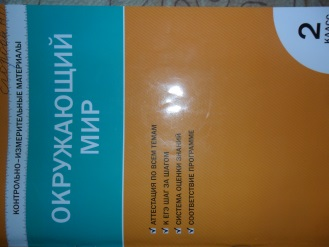 КОНТРОЛЬНО-ИЗМЕРИТЕЛЬНЫЕ МАТЕРИАЛЫ
ОКРУЖАЮЩИЙ
МИР
АТТЕСТАЦИЯ ПО ВСЕМ ТЕМАМ
К ЕГЭ ШАГ ЗА ШАГОМ
СИСТЕМА ОЦЕНКИ ЗНАНИЙ
СООТВЕТСТВИЕ ПРОГРАММЕ
2
КЛАСС